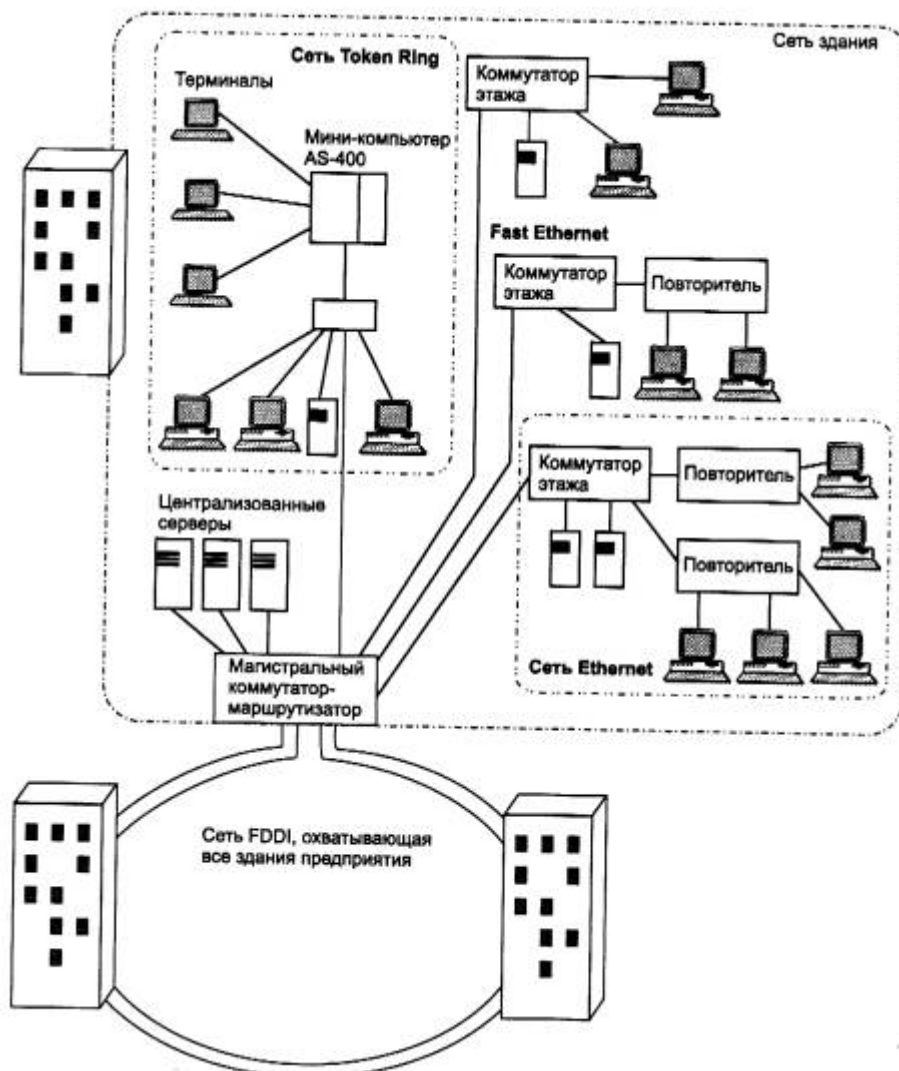 Сеть здания
Сеть Token Ring
Терминалы
Мини-компьютер
AS-400
Коммутатор
этажа
Fast Ethernet
Коммутатор
этажа
Повторитель
Коммутатор
этажа
Повторитель
Повторитель
Сеть Ethernet
Централизованные
серверы
Магистральный
коммутатор-
маршрутизатор
Сеть FDDI, охватывающая
все здания предприятия